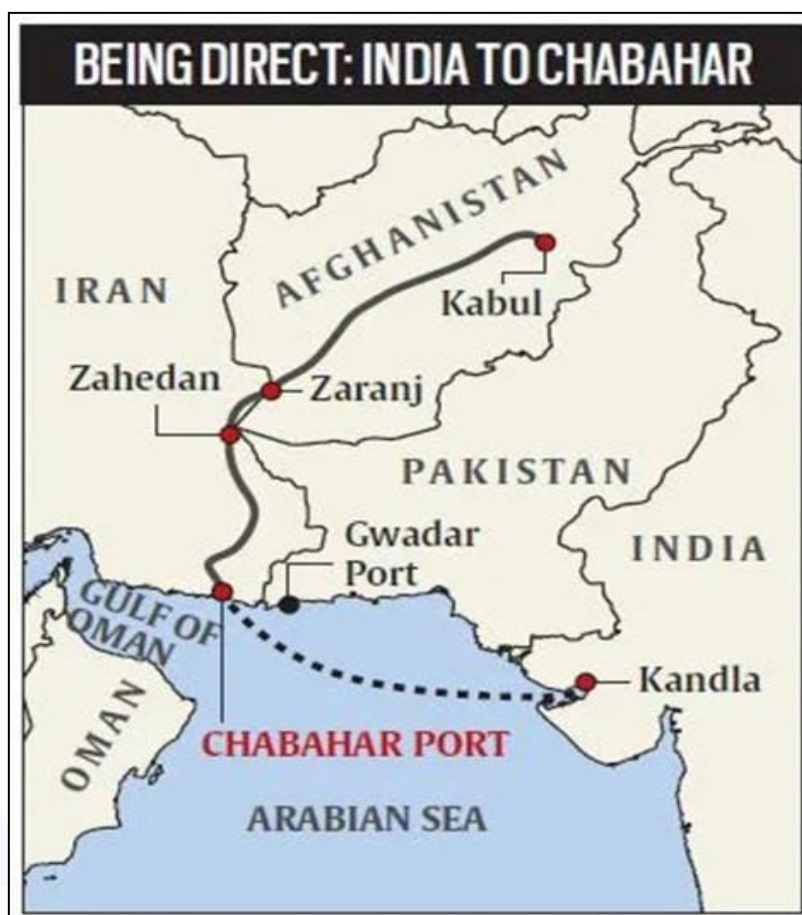 BEING DIRECT: INDIA TO CHABAHAR
AFGHANISTAN
IRAN
Kabul
Zahedan
Zaranj
PAKISTAN
Gwadar
Port
INDIA
GULF OF
OMAN
Kandla
OMAN
CHABAHAR PORT
ARABIAN SEA